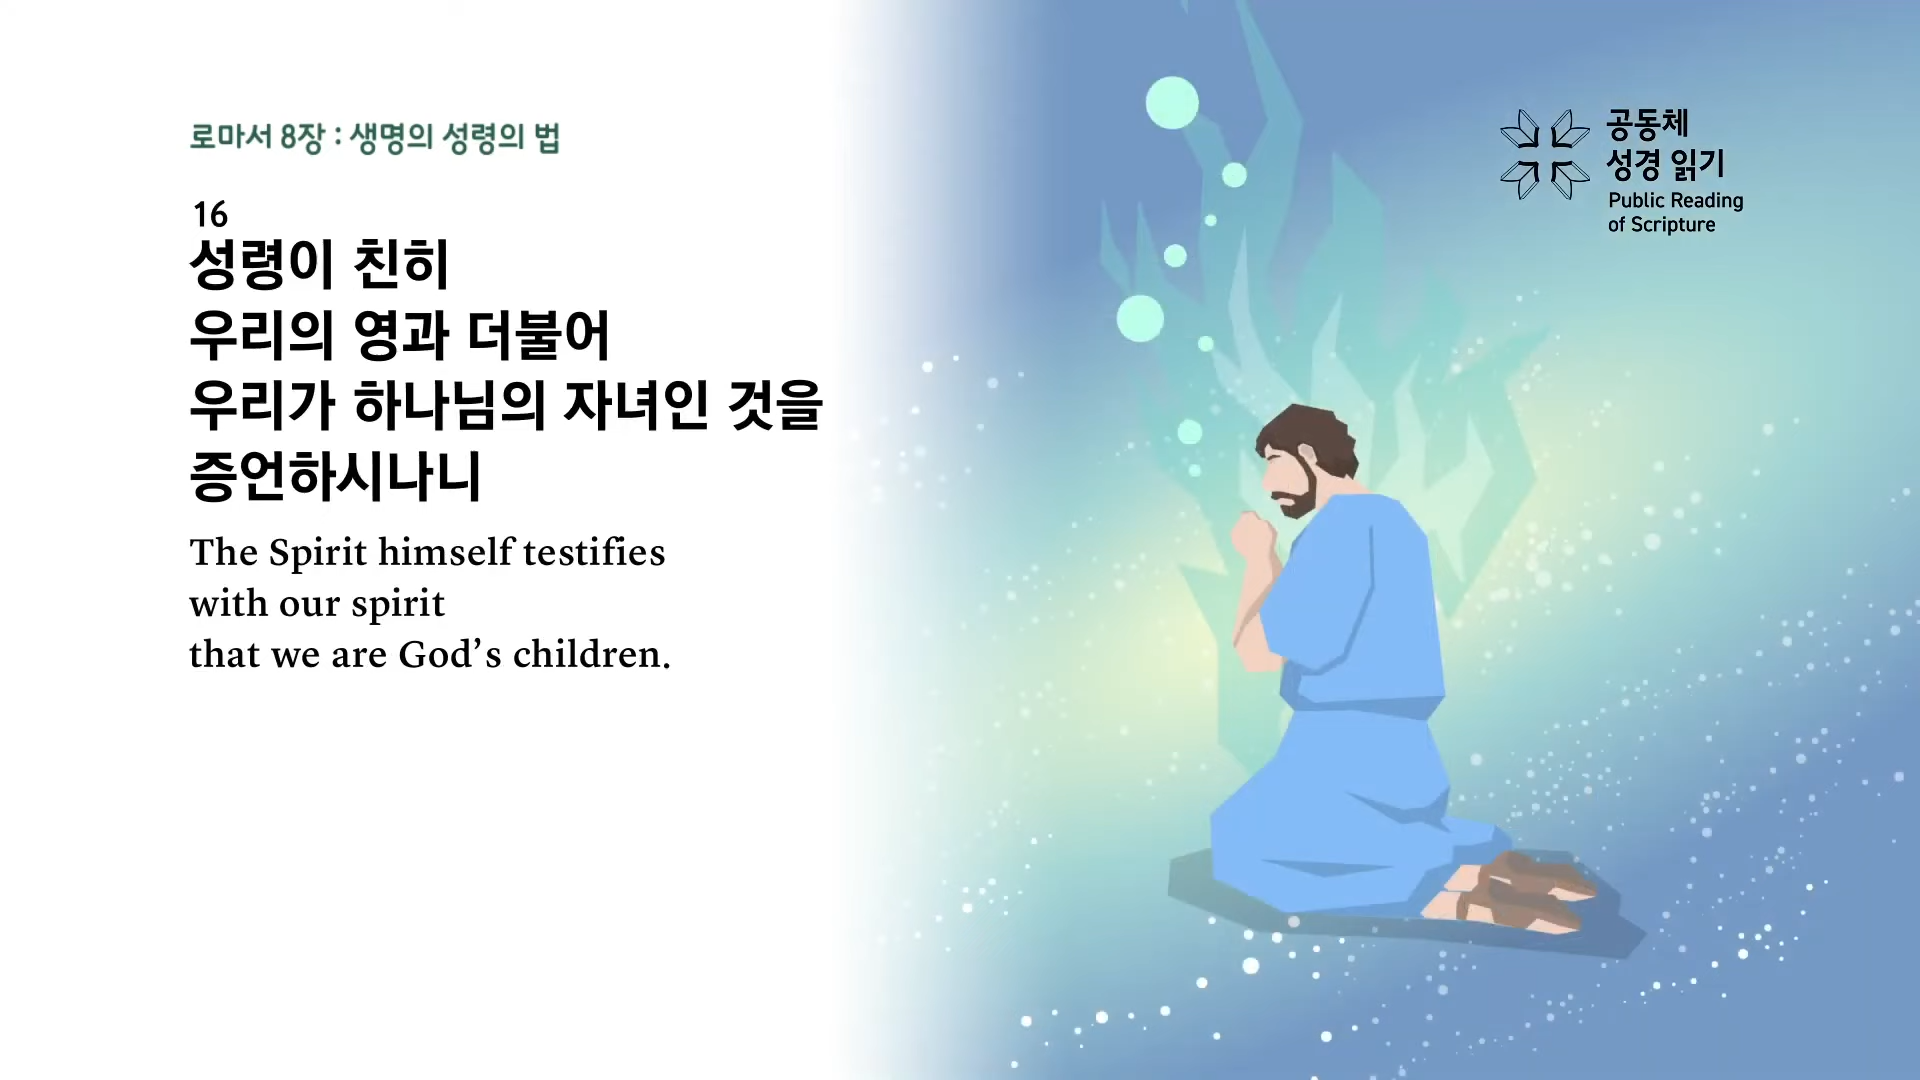 로마서 8장 : 생명의 성령의 법
16
성령이 친히
우리의 영과 더불어
우리가 하나님의 자녀인 것을
증언하시나니
The Spirit himself testifies
with our spirit
that we are God’s children.
공동체
성경 읽기
Public Reading
of Scripture